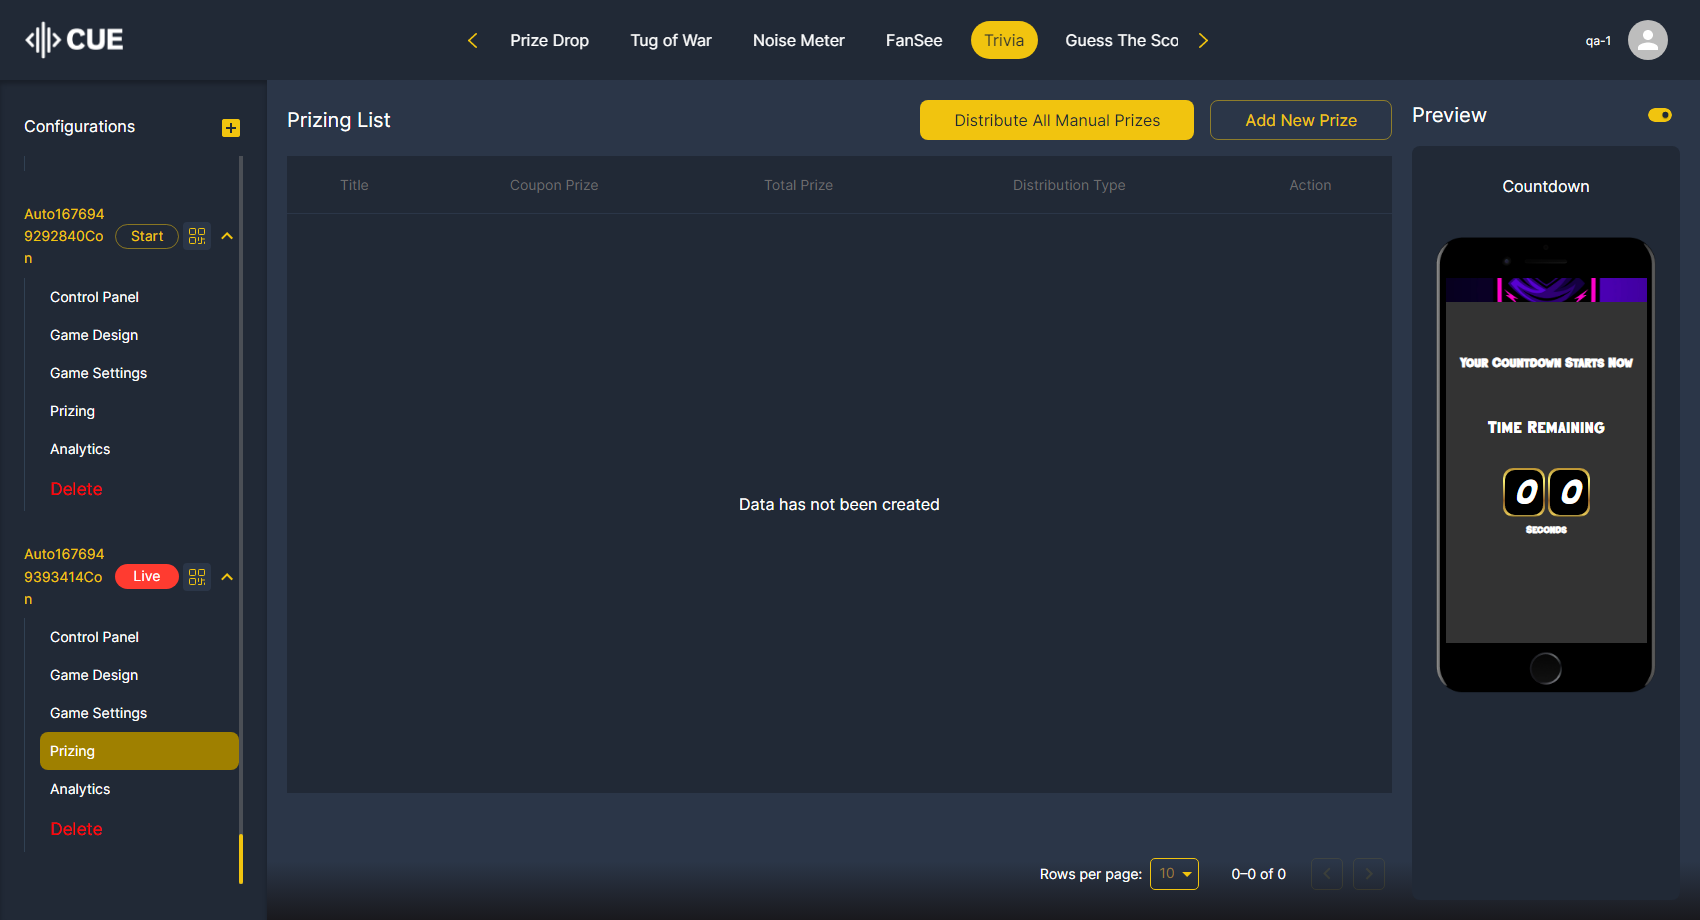 CUE
Prize Drop
Tug of War
Noise Meter
FanSee
Trivia
Guess The Sco
qa-1
Configurations
Auto167694
9292840Co
n
Start
Control Panel
Game Design
Game Settings
Prizing
Analytics
Delete
Auto167694
9393414Co
n
Live
Control Panel
Game Design
Game Settings
Prizing
Analytics
Delete
Prizing List
Distribute All Manual Prizes
Add New Prize
Title
Coupon Prize
Total Prize
Distribution Type
Action
Data has not been created
Rows per page:
10
0–0 of 0
Preview
Countdown
Your Countdown Starts Now
Time Remaining
0 0
Seconds